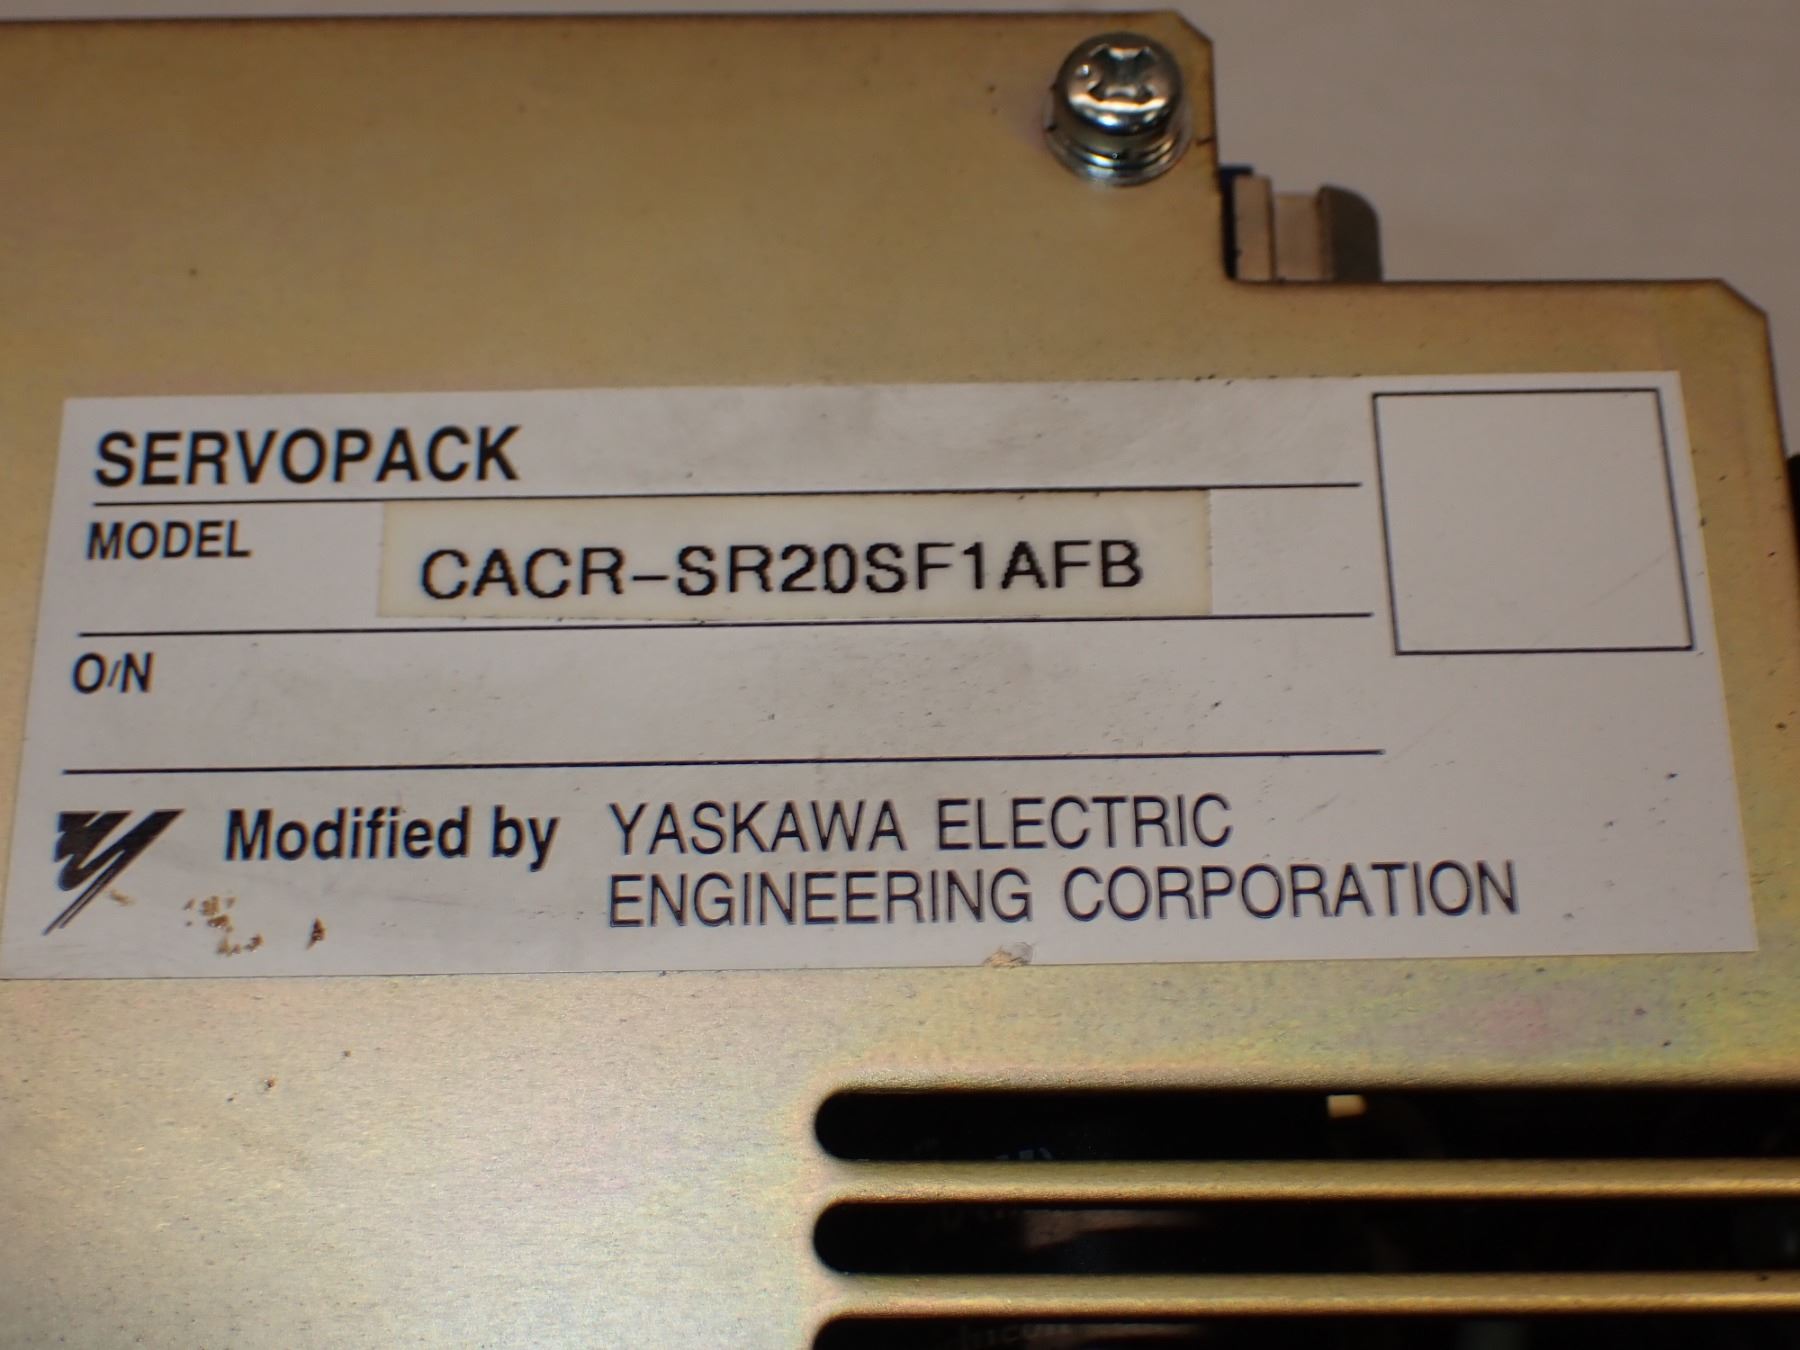 SERVOPACK
MODEL CACR-SR20SF1AFB
O/N
Modified by YASKAWA ELECTRIC
ENGINEERING CORPORATION